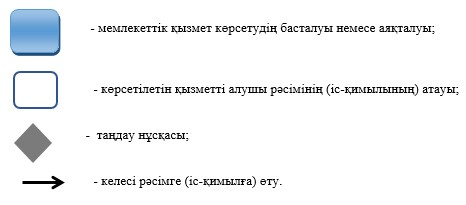 - мемлекеттік қызмет көрсетудің басталуы немесе аяқталуы;
- көрсетілетін қызметті алушы рәсімінің (іс-қимылының) атауы;
- таңдау нұсқасы;
- келесі рәсімге (іс-қимылға) өту.